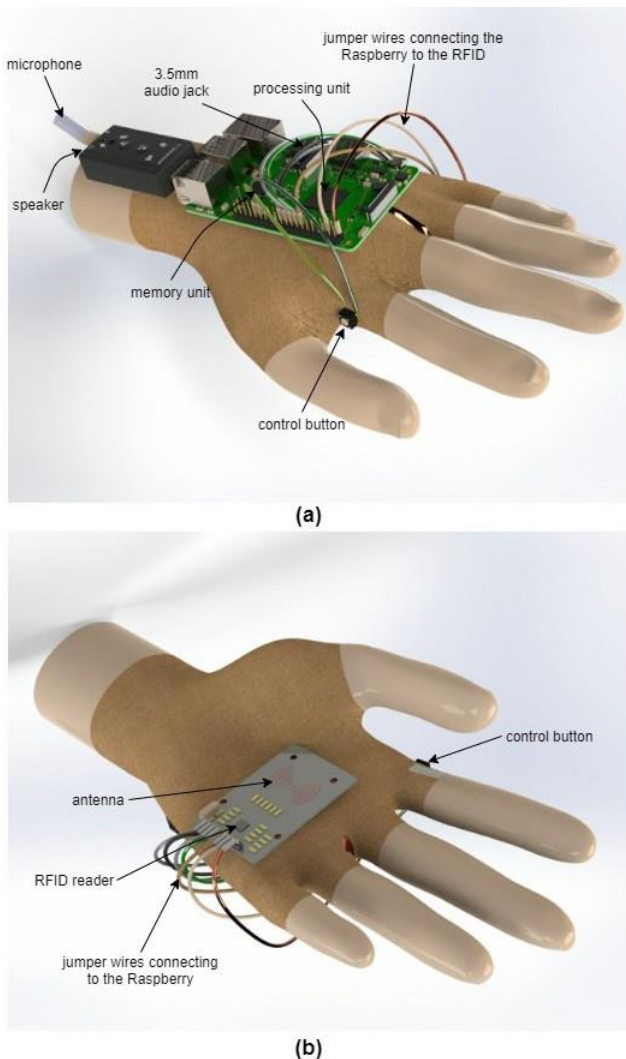 jumper wires connecting the
Raspberry to the RFID
microphone
3.5mm
audio jack
processing unit
speaker
memory unit
control button
(a)
control button
antenna
RFID reader
jumper wires connecting
to the Raspberry
(b)